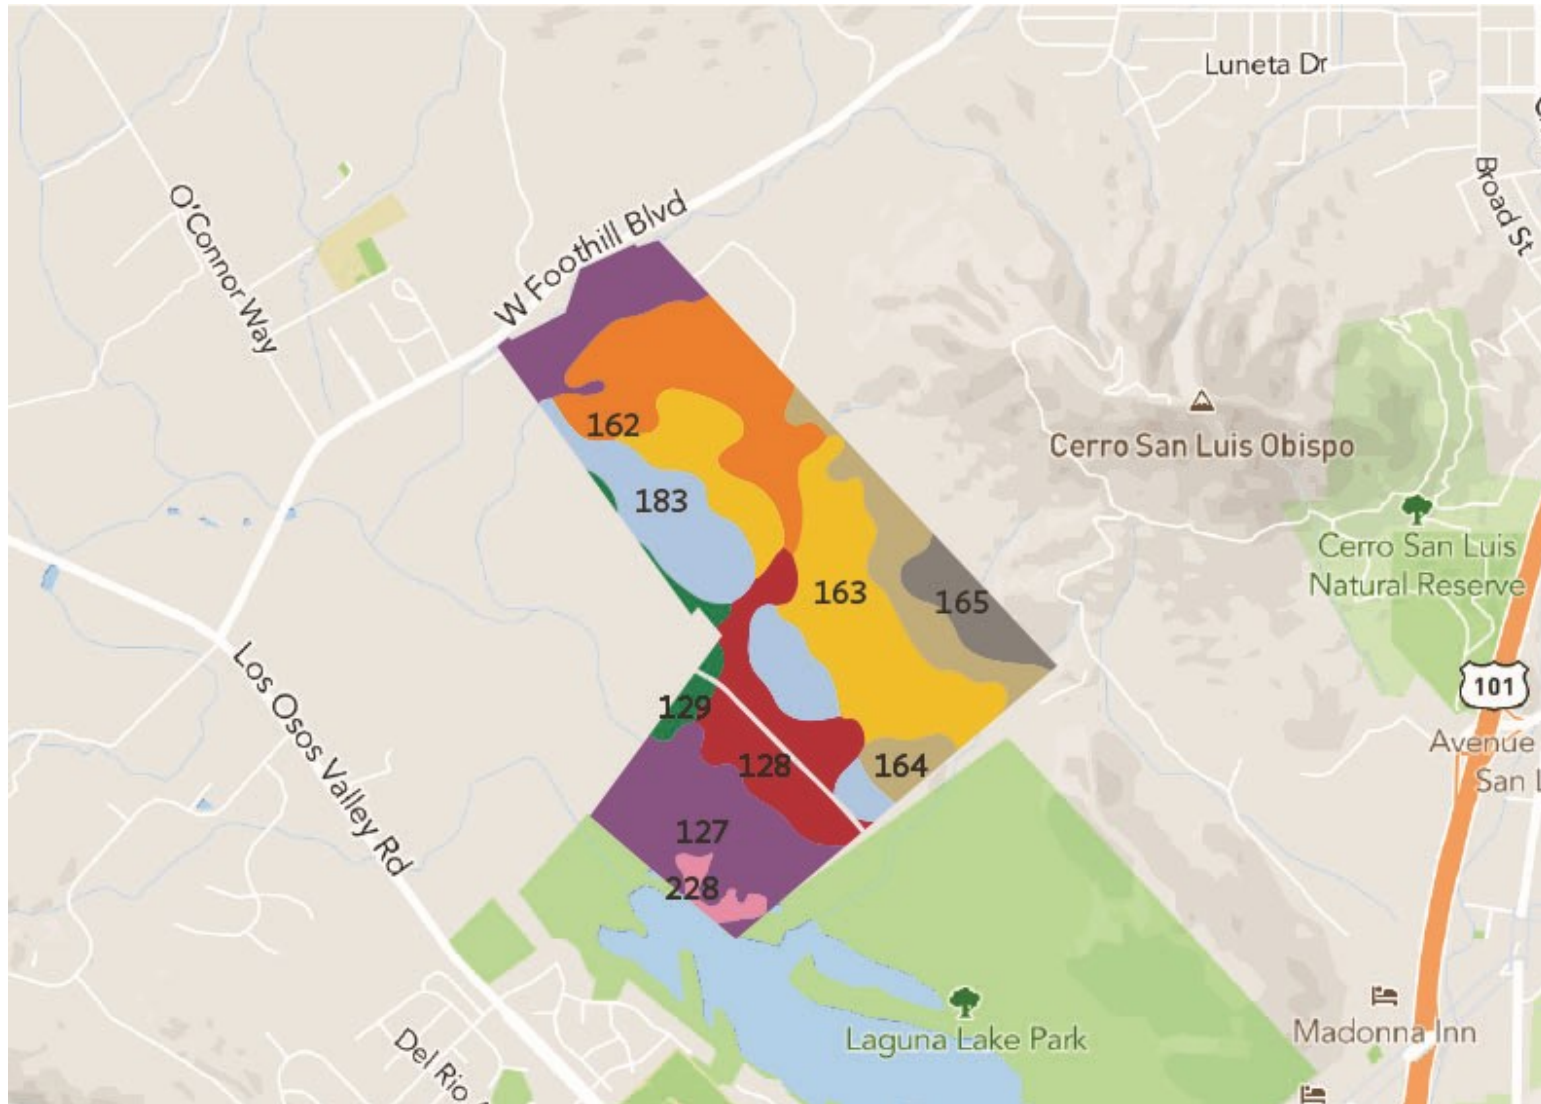 Luneta Dr
Broad St
O'Connor Way
W Foothill Blvd
162
Cerro San Luis Obispo
183
163
165
Cerro San Luis
Natural Reserve
101
Los Osos Valley Rd
129
128
164
Avenue
San L
127
228
Laguna Lake Park
Madonna Inn
Del Rio